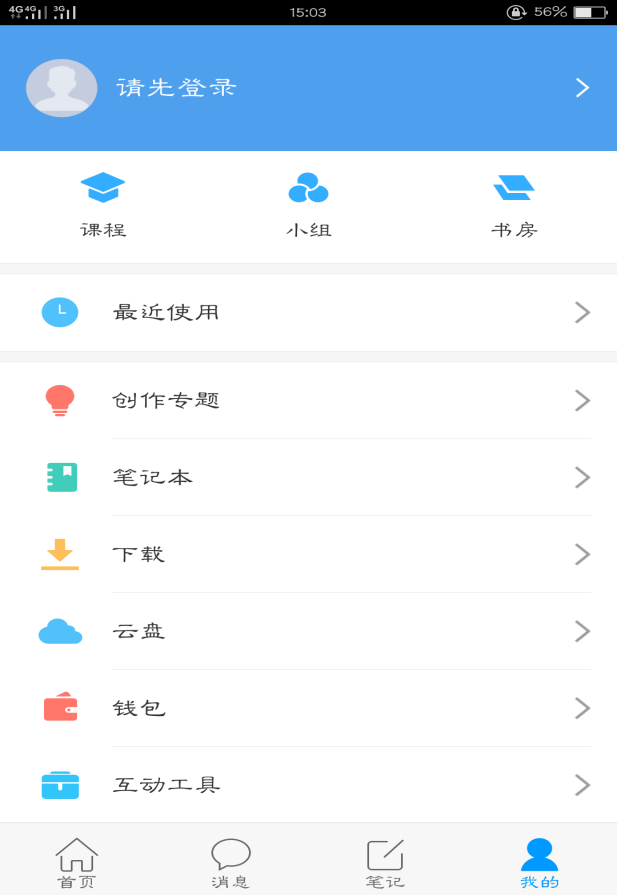 4G 4G 3G 15:03 56%
请先登录
课程 小组 书房
最近使用
创作专题
笔记本
下载
云盘
钱包
互动工具
首页 消息 笔记 我的